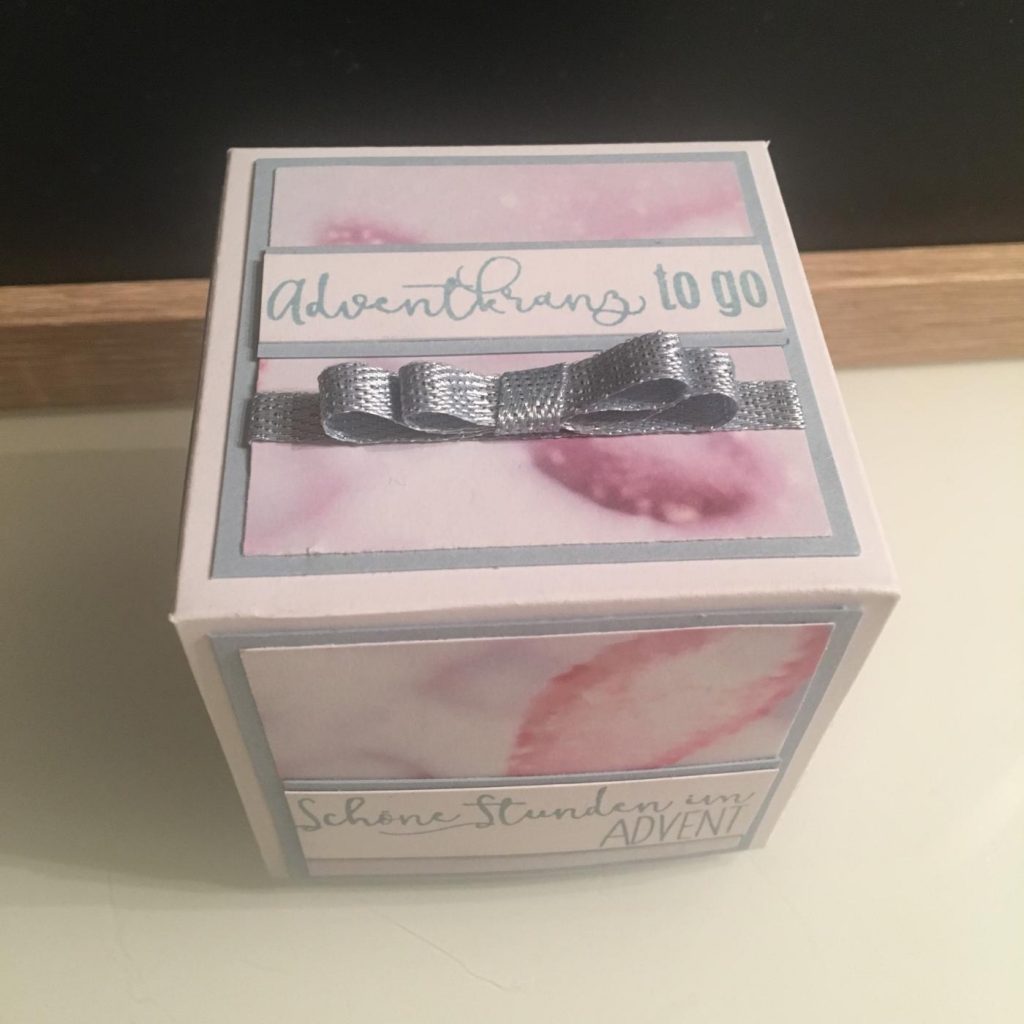 Adventkranz to go
Schöne Stunden im
ADVENT